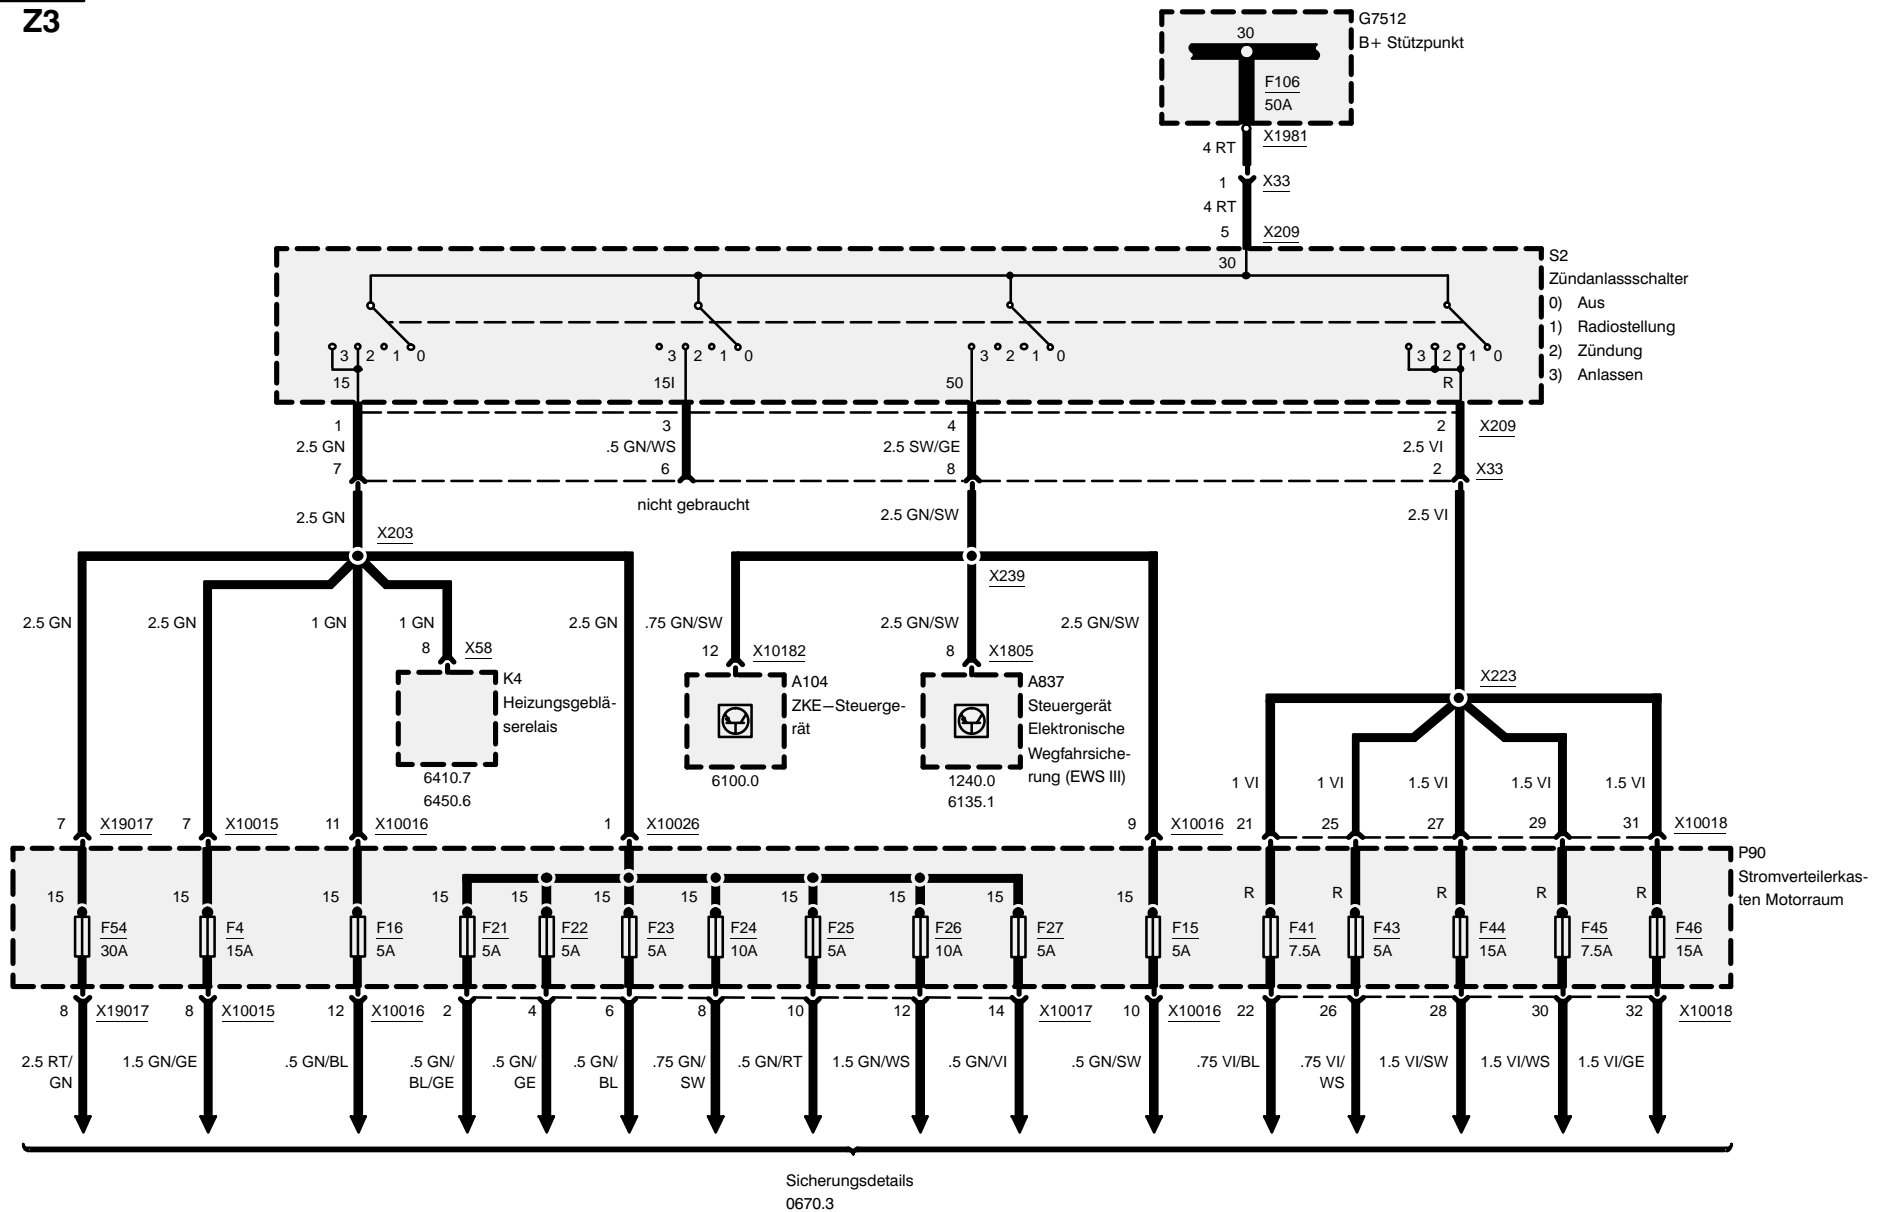 Z3
G7512
B+ Stützpunkt
30
F106
50A
X1981
4 RT
1 X33
4 RT
5 X209
30
S2
Zündanlassschalter
0) Aus
1) Radiostellung
2) Zündung
3) Anlassen
3 2 1 0 3 2 1 0 3 2 1 0 3 2 1 0
15 15I 50 R
1 3 4 2 X209
2.5 GN .5 GN/WS 2.5 SW/GE 2.5 VI
7 6 8 2 X33
nicht gebraucht
2.5 GN 2.5 GN/SW 2.5 VI
X203
X239
2.5 GN 2.5 GN 1 GN 1 GN 2.5 GN .75 GN/SW 2.5 GN/SW 2.5 GN/SW
8 X58 12 X10182 8 X1805
X223
K4
Heizungsgeblä-
serelais
6410.7
6450.6
A104
ZKE–Steuerge-
rät
6100.0
A837
Steuergerät
Elektronische
Wegfahrsiche-
rung (EWS III)
1240.0
6135.1
1 VI 1 VI 1.5 VI 1.5 VI 1.5 VI
7 X19017 7 X10015 11 X10016 1 X10026 9 X10016 21 25 27 29 31 X10018
P90
Stromverteilerkas-
ten Motorraum
15 15 15 15 15 15 15 15 15 15 15 R R R R R
F54 F4 F16 F21 F22 F23 F24 F25 F26 F27 F15 F41 F43 F44 F45 F46
30A 15A 5A 5A 5A 5A 10A 5A 10A 5A 5A 7.5A 5A 15A 7.5A 15A
8 X19017 8 X10015 12 X10016 2 4 6 8 10 12 14 X10017 10 X10016 22 26 28 30 32 X10018
2.5 RT/ 1.5 GN/GE .5 GN/BL .5 GN/ .5 GN/ .5 GN/ .75 GN/ .5 GN/RT 1.5 GN/WS .5 GN/VI .5 GN/SW .75 VI/BL .75 VI/ 1.5 VI/SW 1.5 VI/WS 1.5 VI/GE
GN BL/GE GE BL SW WS
Sicherungsdetails
0670.3